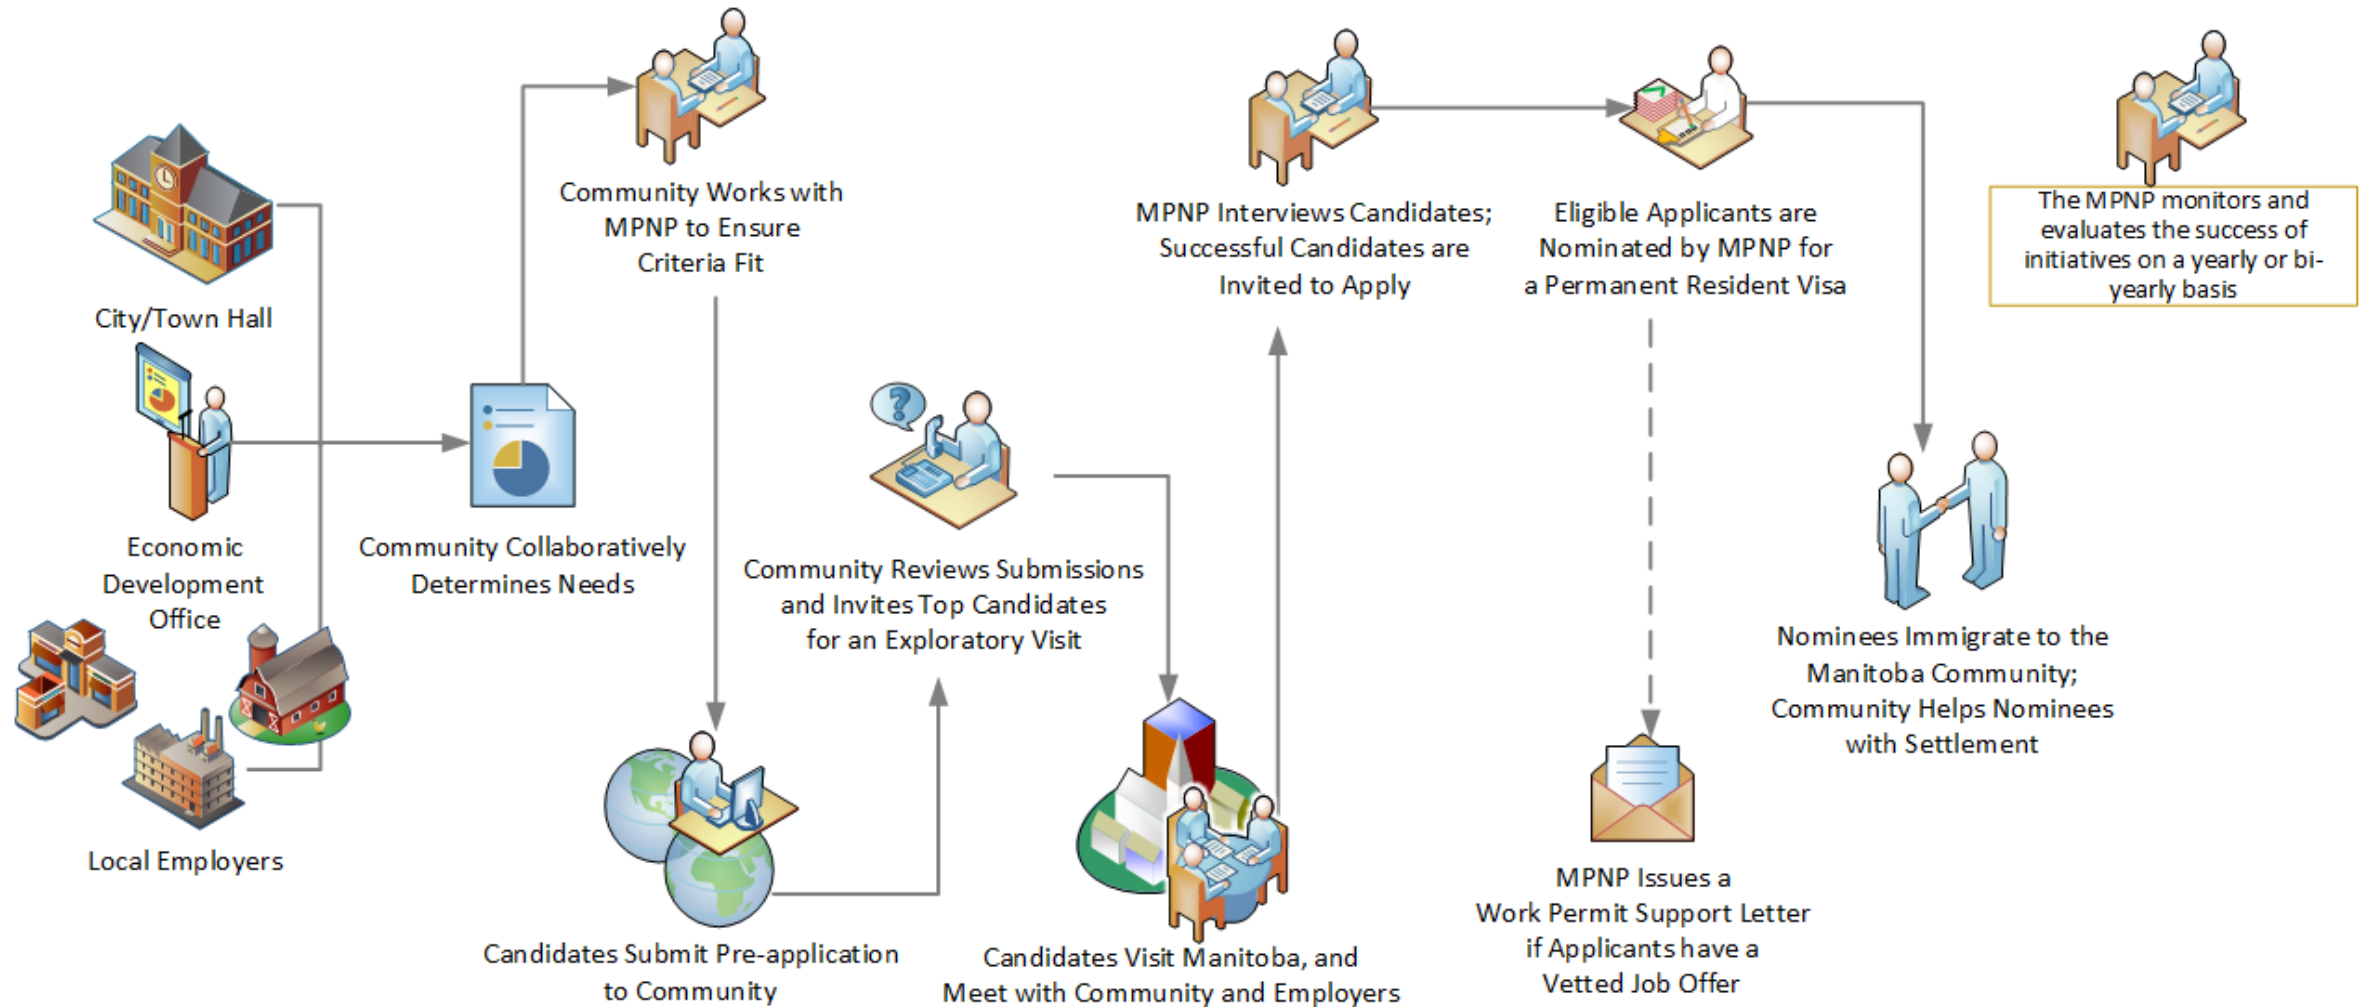 City/Town Hall
Economic
Development
Office
Local Employers
Community Collaboratively
Determines Needs
Community Works with
MPNP to Ensure
Criteria Fit
Candidates Submit Pre-application
to Community
?
Community Reviews Submissions
and Invites Top Candidates
for an Exploratory Visit
Candidates Visit Manitoba, and
Meet with Community and Employers
MPNP Interviews Candidates;
Successful Candidates are
Invited to Apply
Eligible Applicants are
Nominated by MPNP for
a Permanent Resident Visa
MPNP Issues a
Work Permit Support Letter
if Applicants have a
Vetted Job Offer
Nominees Immigrate to the
Manitoba Community;
Community Helps Nominees
with Settlement
The MPNP monitors and
evaluates the success of
initiatives on a yearly or bi-
yearly basis